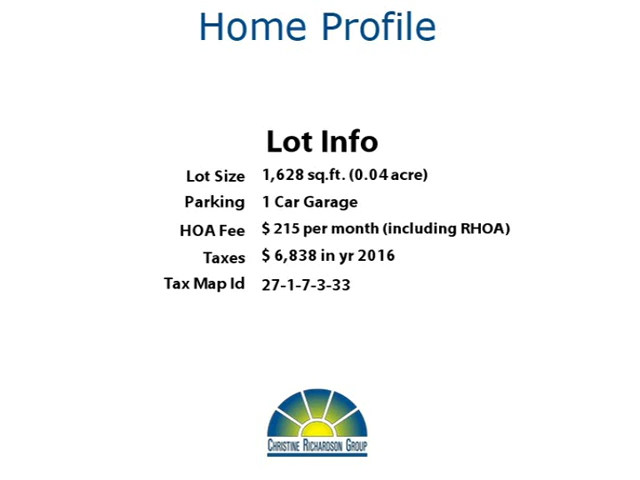 Home Profile
Lot Info
Lot Size 1,628 sq.ft. (0.04 acre)
Parking 1 Car Garage
HOA Fee $ 215 per month (including RHOA)
Taxes $ 6,838 in yr 2016
Tax Map Id 27-1-7-3-33
CHRISTINE RICHARDSON GROUP